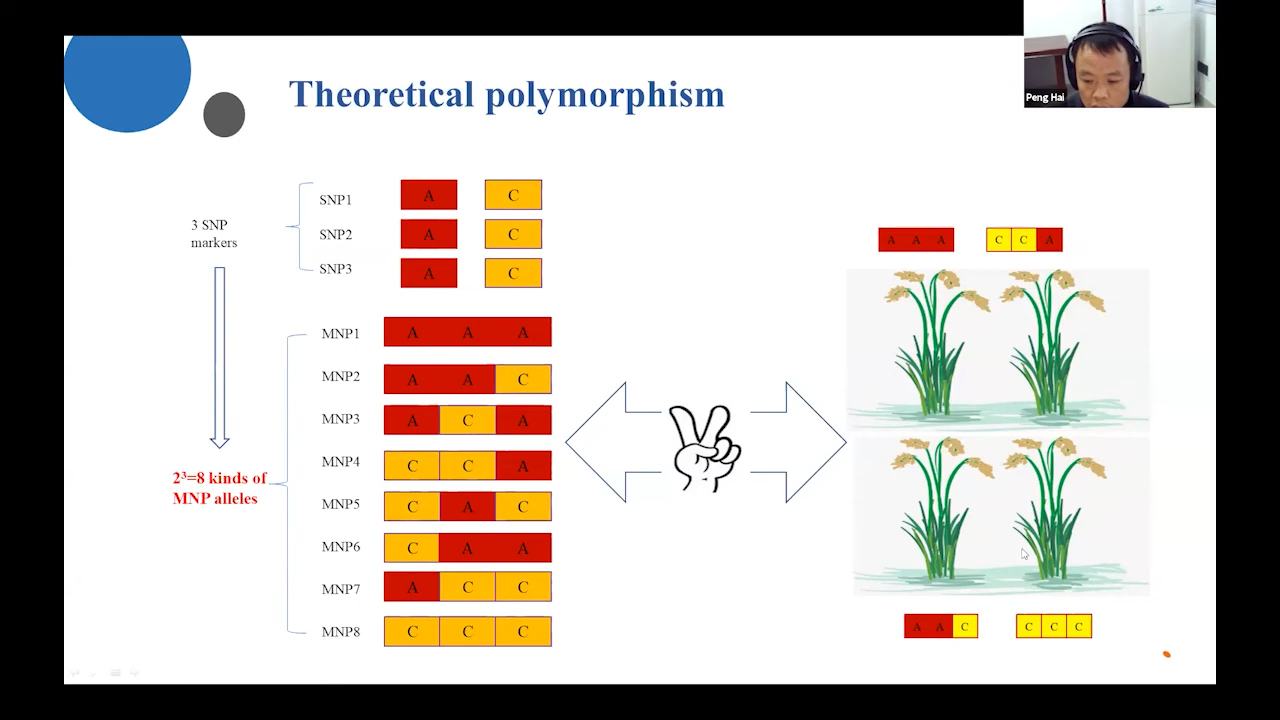 Theoretical polymorphism
Peng Hai
3 SNP
markers
SNP1 A C
SNP2 A C
SNP3 A C
MNP1 A A A
MNP2 A A C
MNP3 A C A
MNP4 C C A
MNP5 C A C
MNP6 C A A
MNP7 A C C
MNP8 C C C
2³=8 kinds of
MNP alleles
A A A C C A
A A C C C C